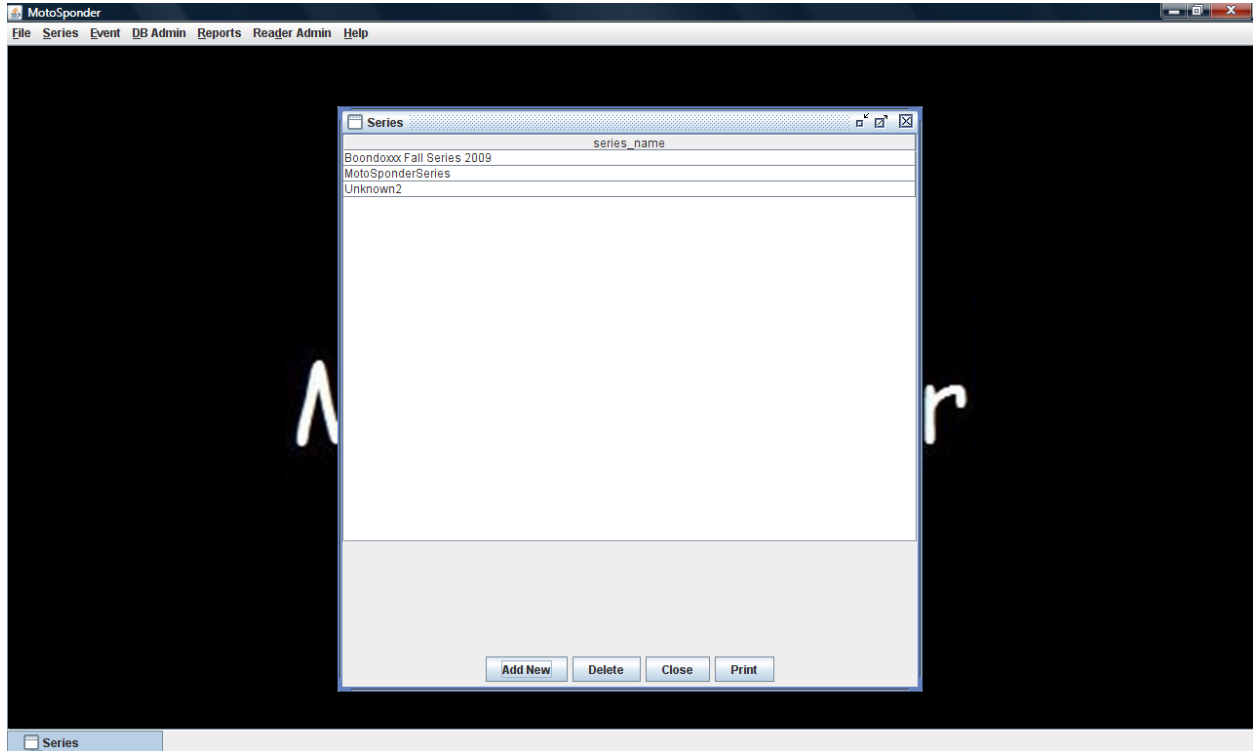 MotoSponder
File Series Event DB Admin Reports Reader Admin Help
Series
series_name
Boondoxxx Fall Series 2009
MotoSponderSeries
Unknown2
M r
Add New Delete Close Print
Series